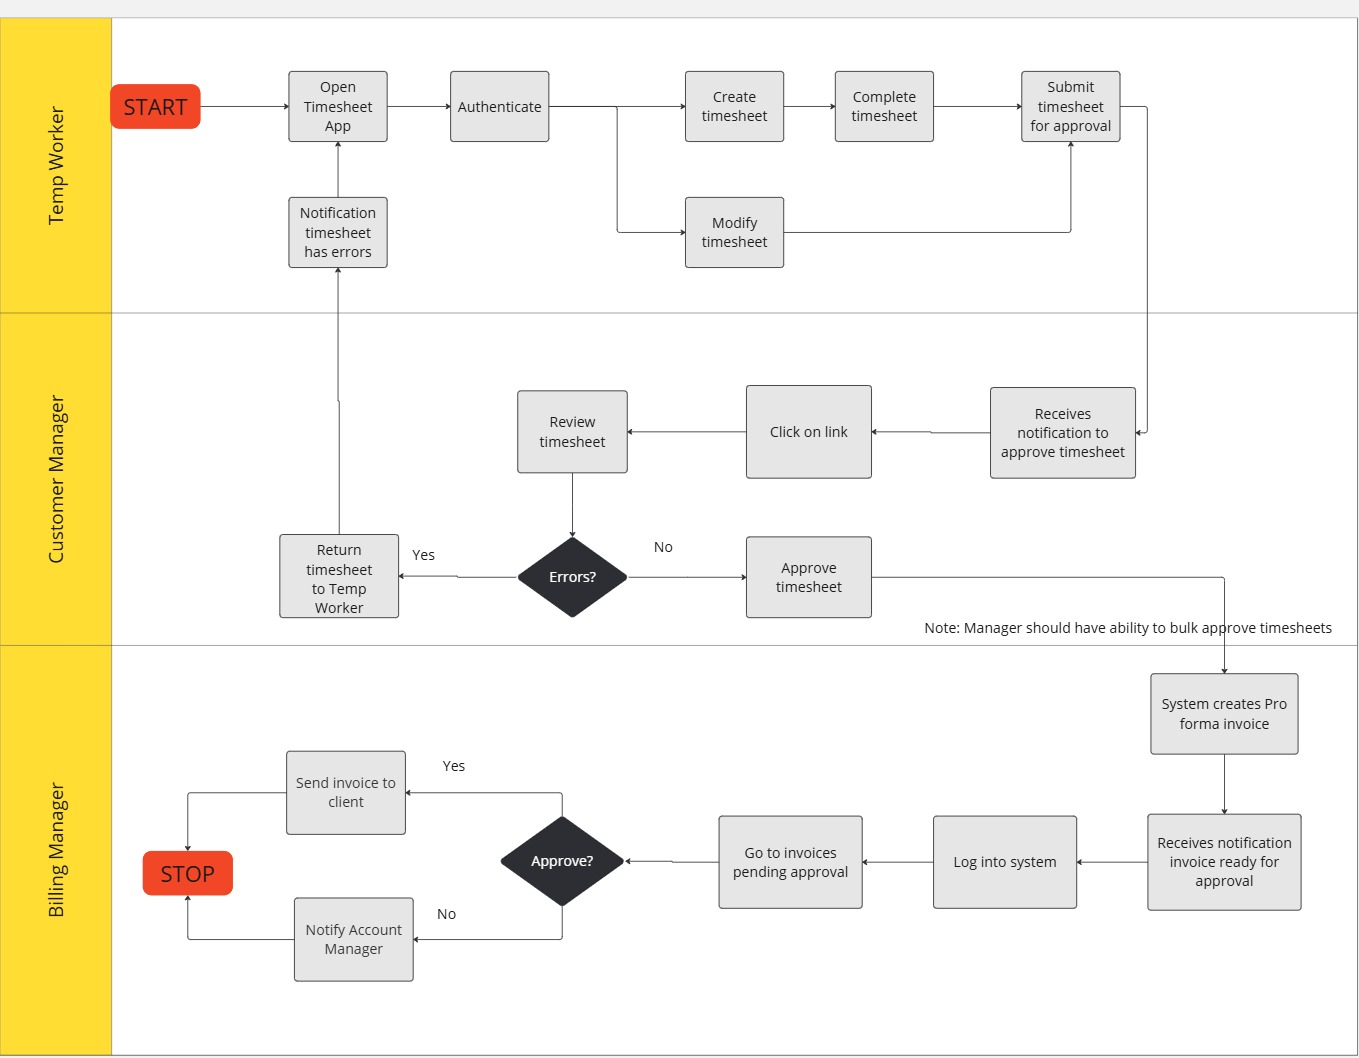 Temp Worker
START
Open
Timesheet
App
Authenticate
Create
timesheet
Complete
timesheet
Submit
timesheet
for approval
Notification
timesheet
has errors
Modify
timesheet
Customer Manager
Review
timesheet
Click on link
Receives
notification to
approve timesheet
Return
timesheet
to Temp
Worker
Yes
Errors?
No
Approve
timesheet
Note: Manager should have ability to bulk approve timesheets
Billing Manager
System creates Pro
forma invoice
Send invoice to
client
Yes
STOP
Approve?
Go to invoices
pending approval
Log into system
Receives notification
invoice ready for
approval
No
Notify Account
Manager